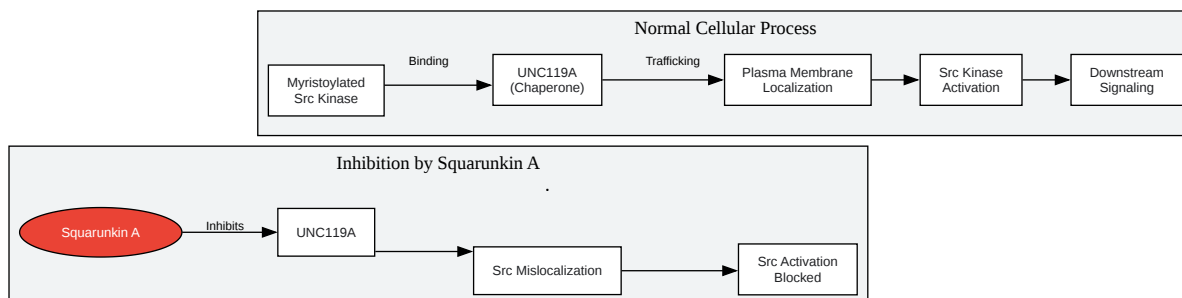 Normal Cellular Process
Binding
Trafficking
Myristoylated
Src Kinase
UNC119A
(Chaperone)
Plasma Membrane
Localization
Src Kinase
Activation
Downstream
Signaling
Inhibition by Squarunkin A
.
Squarunkin A
Inhibits
UNC119A
Src Mislocalization
Src Activation
Blocked